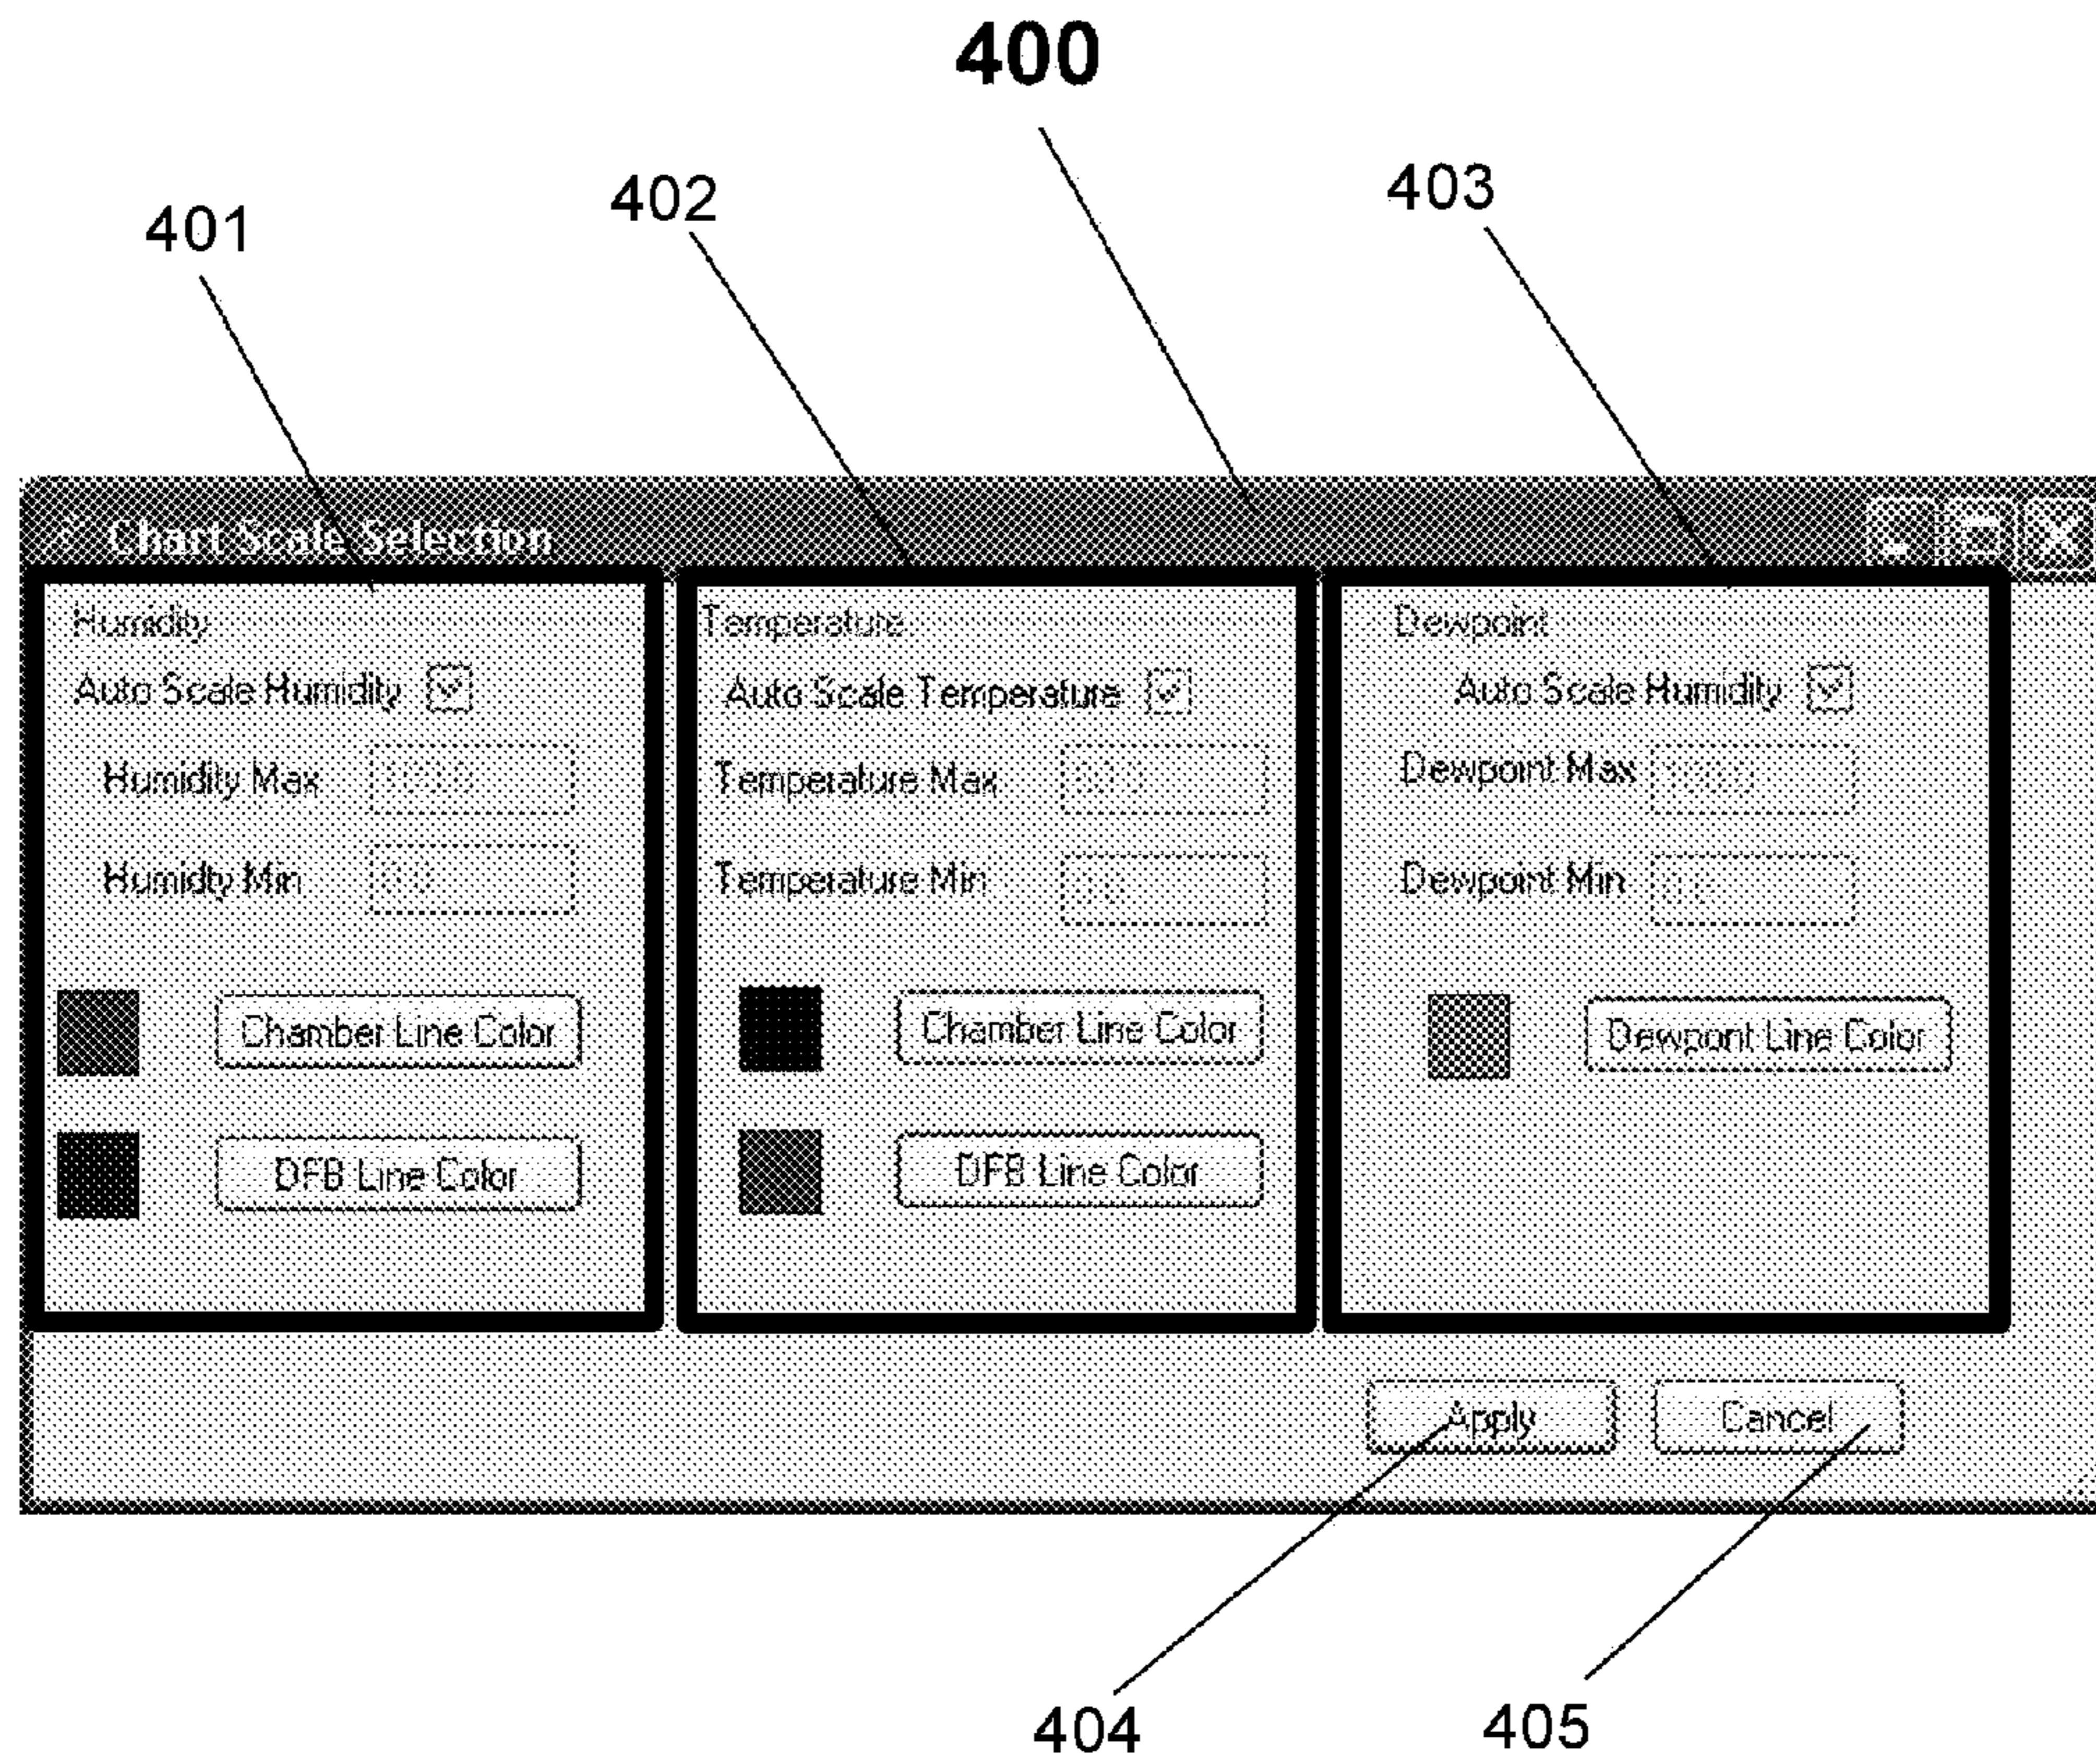 400
401
402
403
Chart Scale Selection
Humidity
Auto Scale Humidity
Humidity Max
Humidty Min
Chamber Line Color
DFB Line Color
Temperature
Auto Scale Temperature
Temperature Max
Temperature Min
Chamber Line Color
DFB Line Color
Dewpoint
Auto Scale Humidity
Dewpoint Max
Dewpoint Min
Dewpont Line Color
Apply
Cancel
404
405